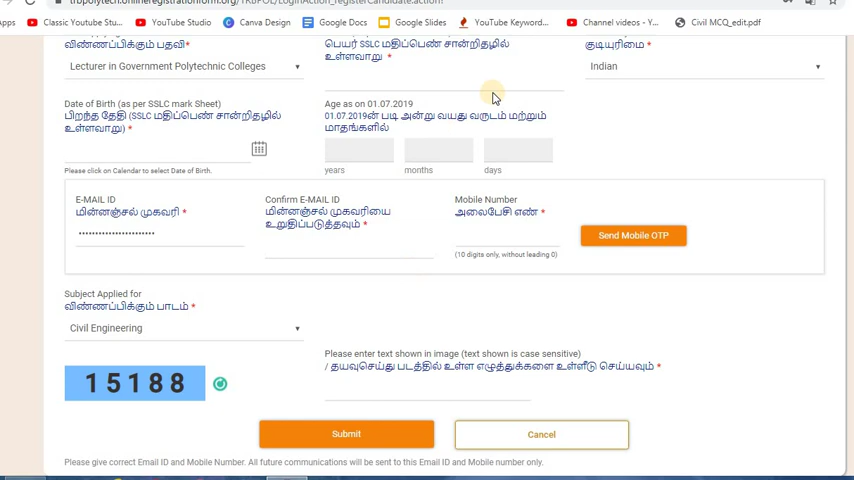 trbpolytech.onlineregistrationform.org/TRBPOL/LoginAction_registerCandidate.action!
Apps Classic Youtube Stu... YouTube Studio Canva Design Google Docs Google Slides YouTube Keyword... Channel videos - Y... Civil MCQ_edit.pdf
விண்ணப்பிக்கும் பதவி*
Lecturer in Government Polytechnic Colleges
பெயர் SSLC மதிப்பெண் சான்றிதழில்
உள்ளவாறு *
குடியுரிமை *
Indian
Date of Birth (as per SSLC mark Sheet)
பிறந்த தேதி (SSLC மதிப்பெண் சான்றிதழில்
உள்ளவாறு) *
Please click on Calendar to select Date of Birth.
Age as on 01.07.2019
01.07.2019ன் படி அன்று வயது வருடம் மற்றும்
மாதங்களில்
years months days
E-MAIL ID
மின்னஞ்சல் முகவரி *
•••••••••••••••••••••••
Confirm E-MAIL ID
மின்னஞ்சல் முகவரியை
உறுதிப்படுத்தவும் *
Mobile Number
அலைபேசி எண் *
(10 digits only, without leading 0)
Send Mobile OTP
Subject Applied for
விண்ணப்பிக்கும் பாடம் *
Civil Engineering
15188
Please enter text shown in image (text shown is case sensitive)
/ தயவுசெய்து படத்தில் உள்ள எழுத்துக்களை உள்ளீடு செய்யவும் *
Submit Cancel
Please give correct Email ID and Mobile Number. All future communications will be sent to this Email ID and Mobile number only.